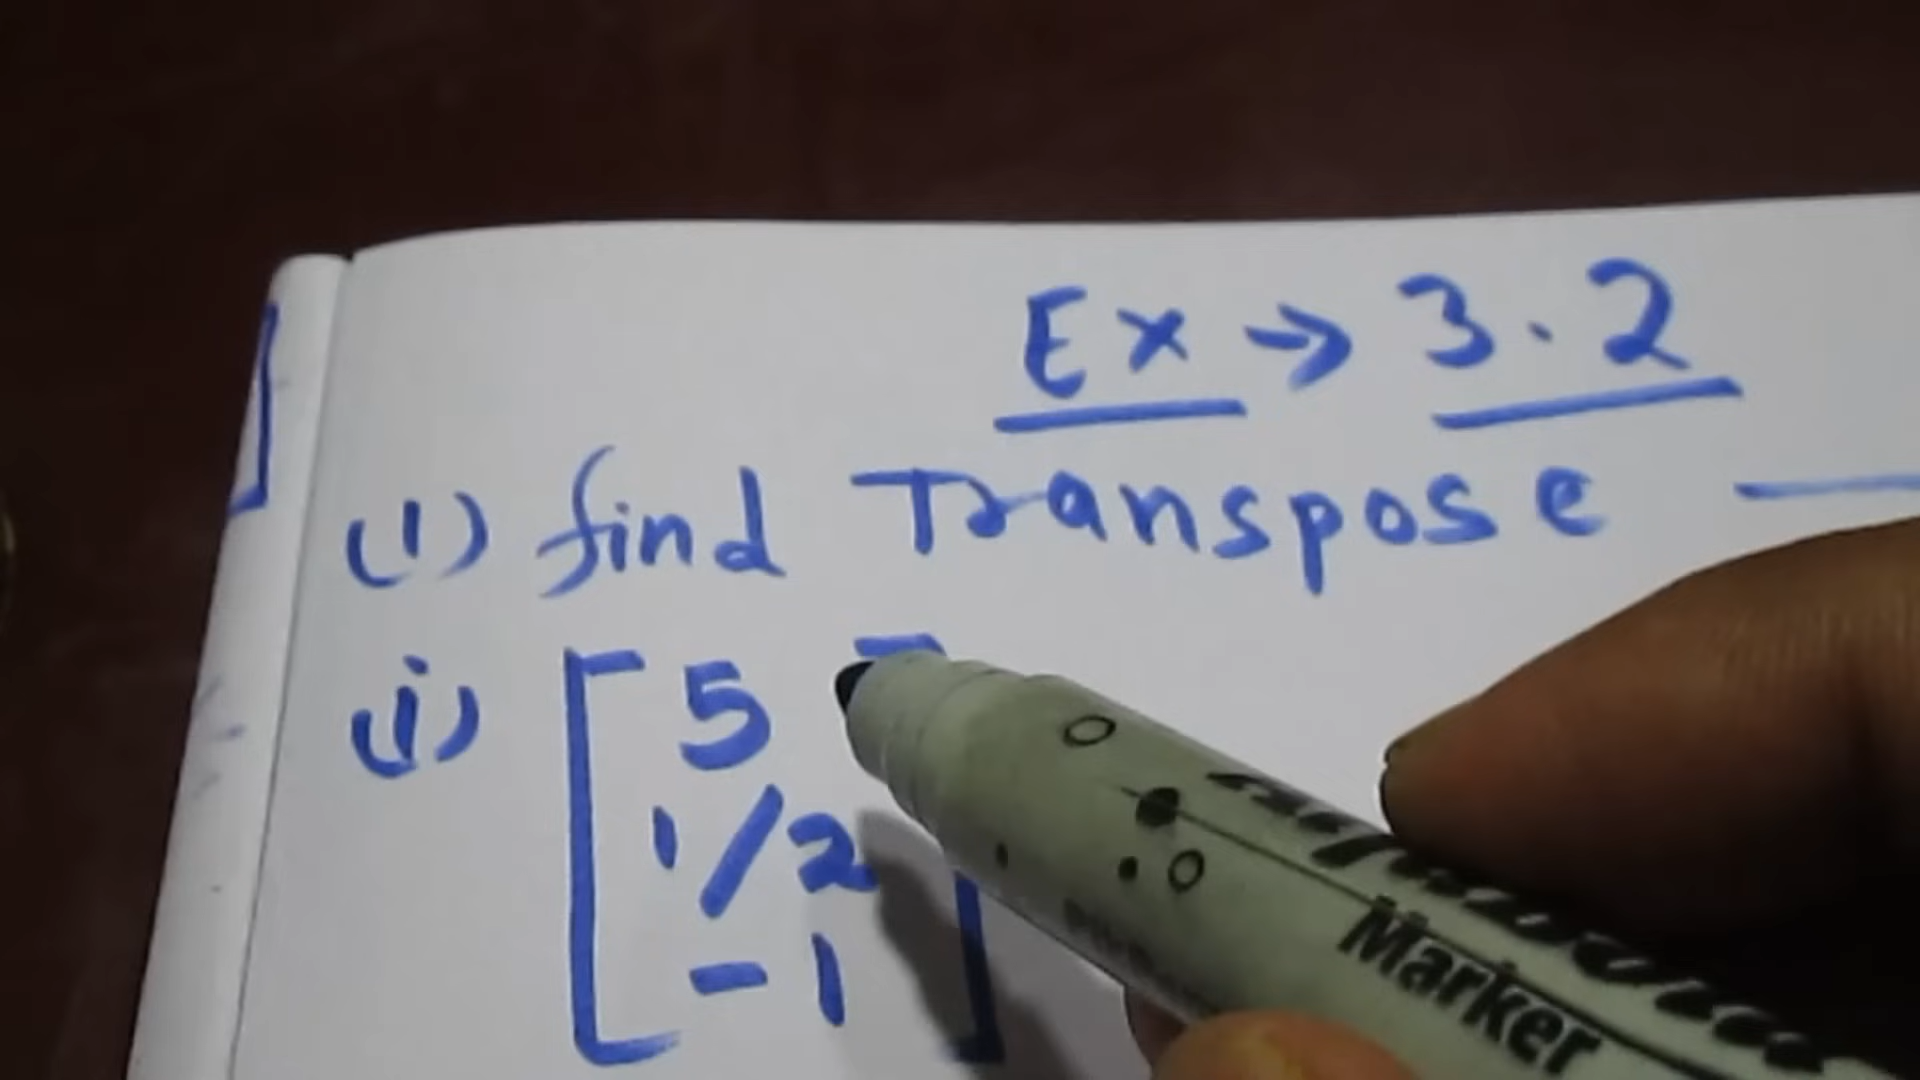 Ex → 3.2
(1) find Transpose —
(i) [ 5 ]
1/2
-1
Marker